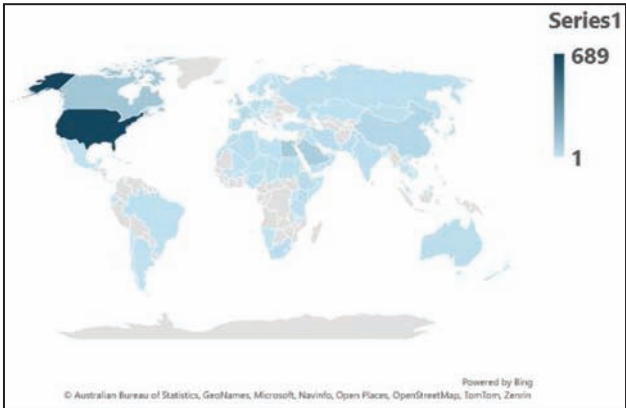 Series1
689
1
Powered by Bing
© Australian Bureau of Statistics, GeoNames, Microsoft, Navinfo, Open Places, OpenStreetMap, TomTom, Zenrin